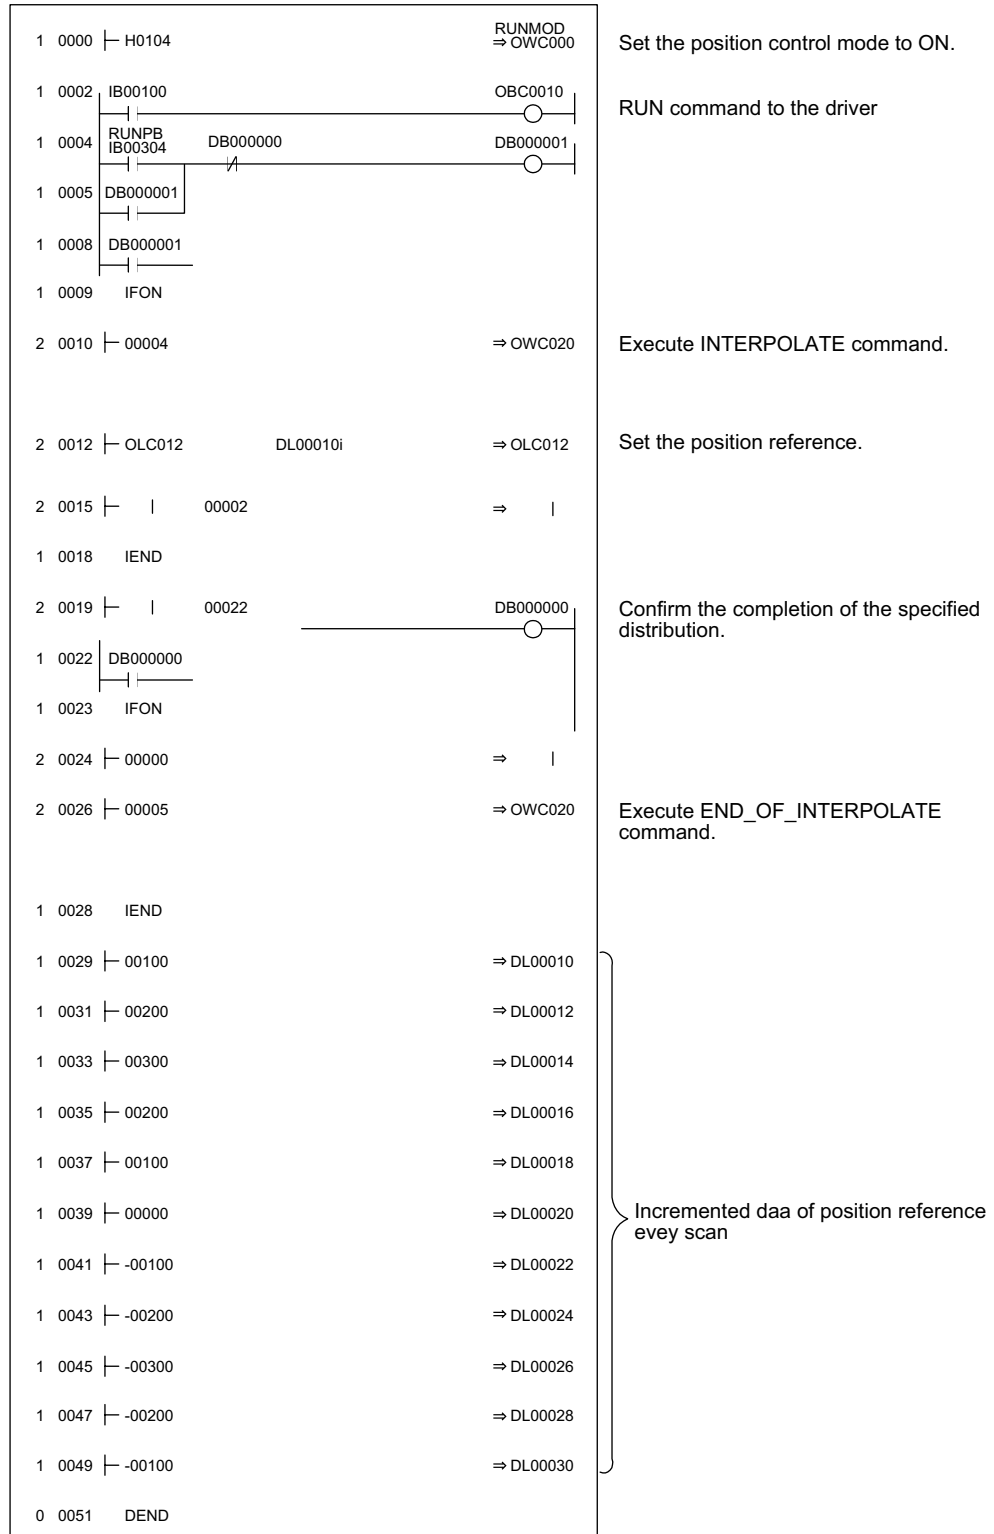 RUNMOD
1 0000 ├ H0104 ⇒ OWC000 Set the position control mode to ON.
1 0002 IB00100 OBC0010
RUN command to the driver
RUNPB
1 0004 IB00304 DB000000 DB000001
1 0005 DB000001
1 0008 DB000001
1 0009 IFON
2 0010 ├ 00004 ⇒ OWC020 Execute INTERPOLATE command.
2 0012 ├ OLC012 DL00010i ⇒ OLC012 Set the position reference.
2 0015 ├ I 00002 ⇒ I
1 0018 IEND
2 0019 ├ I 00022 DB000000 Confirm the completion of the specified
distribution.
1 0022 DB000000
1 0023 IFON
2 0024 ├ 00000 ⇒ I
2 0026 ├ 00005 ⇒ OWC020 Execute END_OF_INTERPOLATE
command.
1 0028 IEND
1 0029 ├ 00100 ⇒ DL00010
1 0031 ├ 00200 ⇒ DL00012
1 0033 ├ 00300 ⇒ DL00014
1 0035 ├ 00200 ⇒ DL00016
1 0037 ├ 00100 ⇒ DL00018
1 0039 ├ 00000 ⇒ DL00020 Incremented daa of position reference
evey scan
1 0041 ├ -00100 ⇒ DL00022
1 0043 ├ -00200 ⇒ DL00024
1 0045 ├ -00300 ⇒ DL00026
1 0047 ├ -00200 ⇒ DL00028
1 0049 ├ -00100 ⇒ DL00030
0 0051 DEND